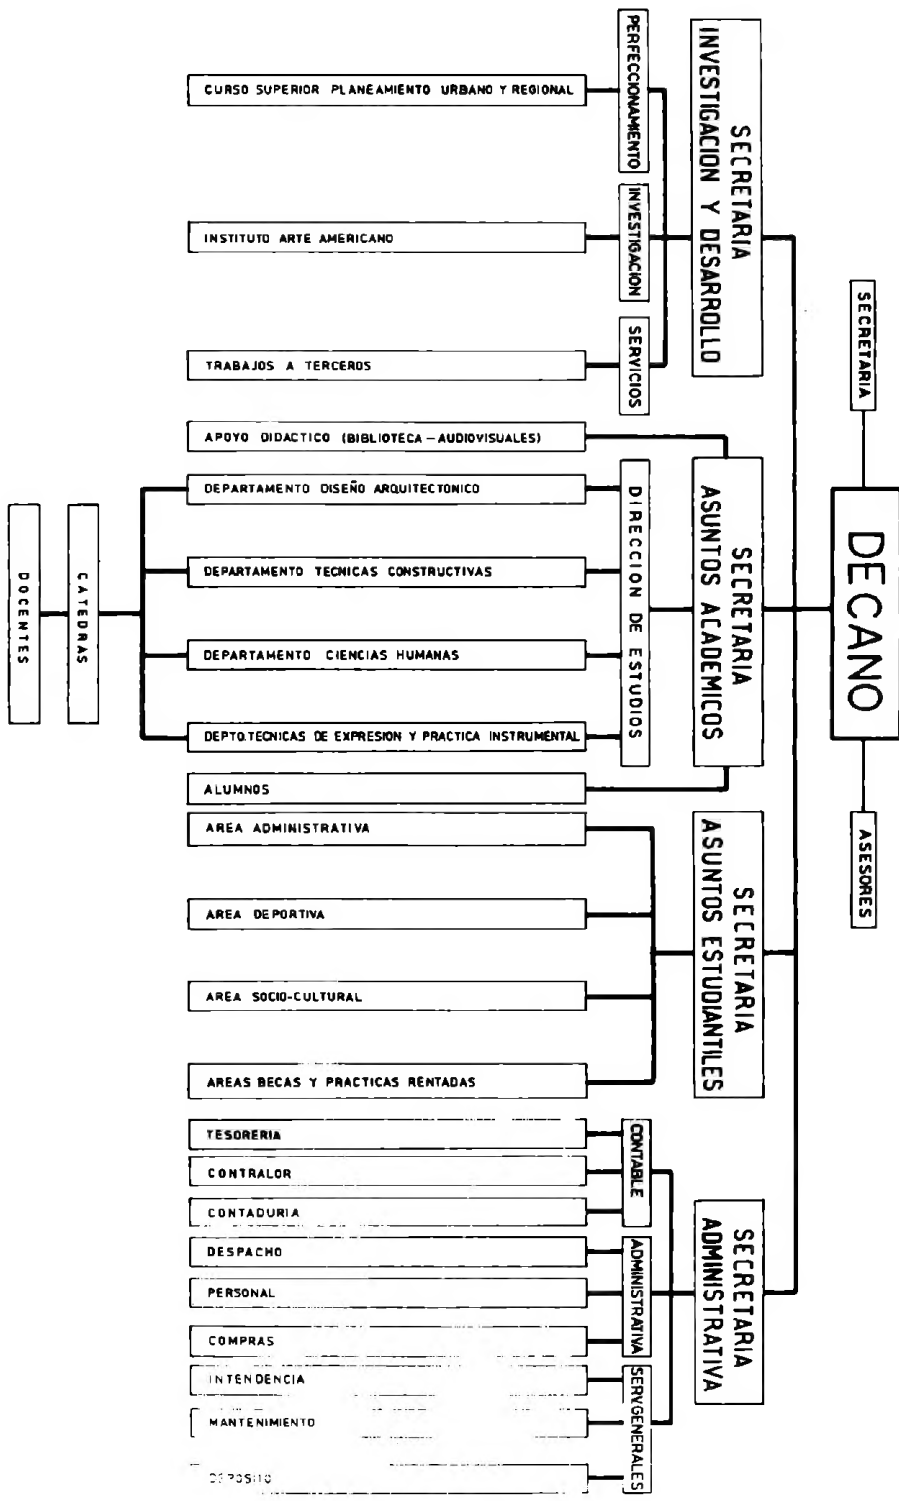 SECRETARIA
DECANO
ASESORES
SECRETARIA
INVESTIGACION Y DESARROLLO
PERFECCIONAMIENTO
CURSO SUPERIOR PLANEAMIENTO URBANO Y REGIONAL
INVESTIGACION
INSTITUTO ARTE AMERICANO
SERVICIOS
TRABAJOS A TERCEROS
SECRETARIA
ASUNTOS ACADEMICOS
APOYO DIDACTICO (BIBLIOTECA-AUDIOVISUALES)
DIRECCION DE ESTUDIOS
DEPARTAMENTO DISEÑO ARQUITECTONICO
DEPARTAMENTO TECNICAS CONSTRUCTIVAS
DEPARTAMENTO CIENCIAS HUMANAS
DEPTO.TECNICAS DE EXPRESION Y PRACTICA INSTRUMENTAL
CATEDRAS
DOCENTES
ALUMNOS
SECRETARIA
ASUNTOS ESTUDIANTILES
AREA ADMINISTRATIVA
AREA DEPORTIVA
AREA SOCIO-CULTURAL
AREAS BECAS Y PRACTICAS RENTADAS
SECRETARIA
ADMINISTRATIVA
CONTABLE
TESORERIA
CONTRALOR
CONTADURIA
ADMINISTRATIVA
DESPACHO
PERSONAL
COMPRAS
SERV.GENERALES
INTENDENCIA
MANTENIMIENTO
DEPOSITO